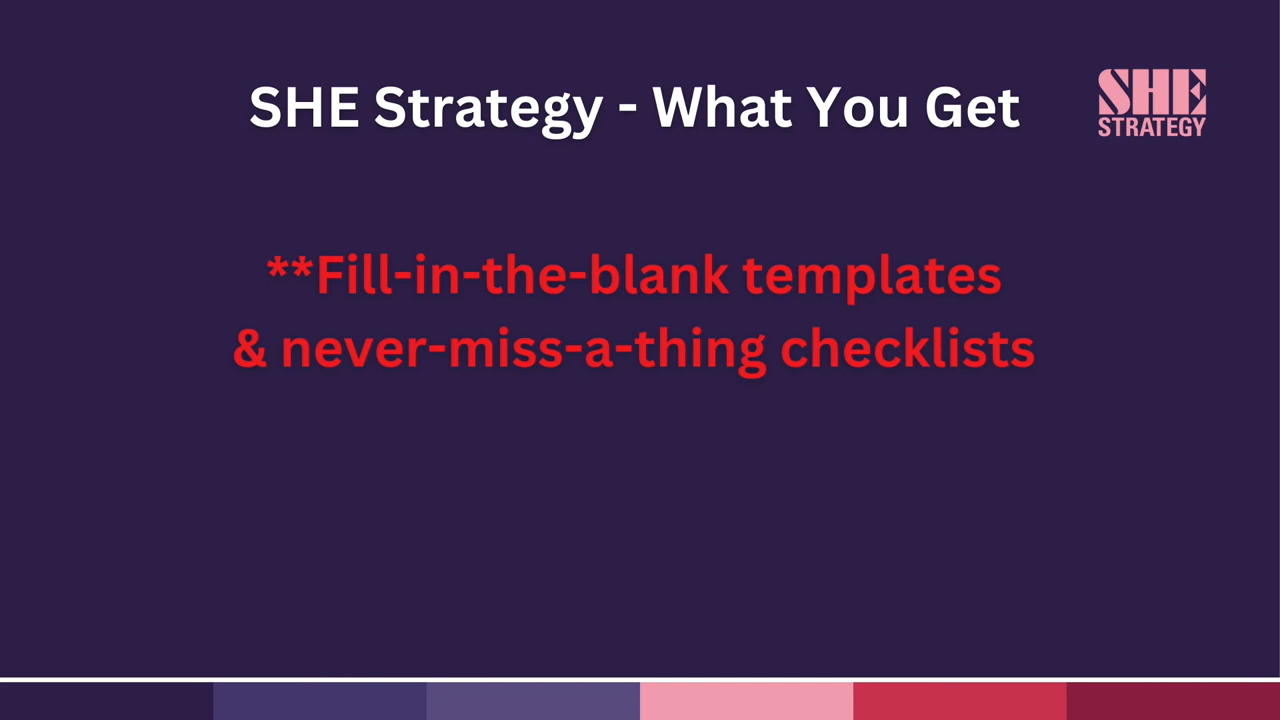 SHE Strategy - What You Get
SHE
STRATEGY
**Fill-in-the-blank templates
& never-miss-a-thing checklists